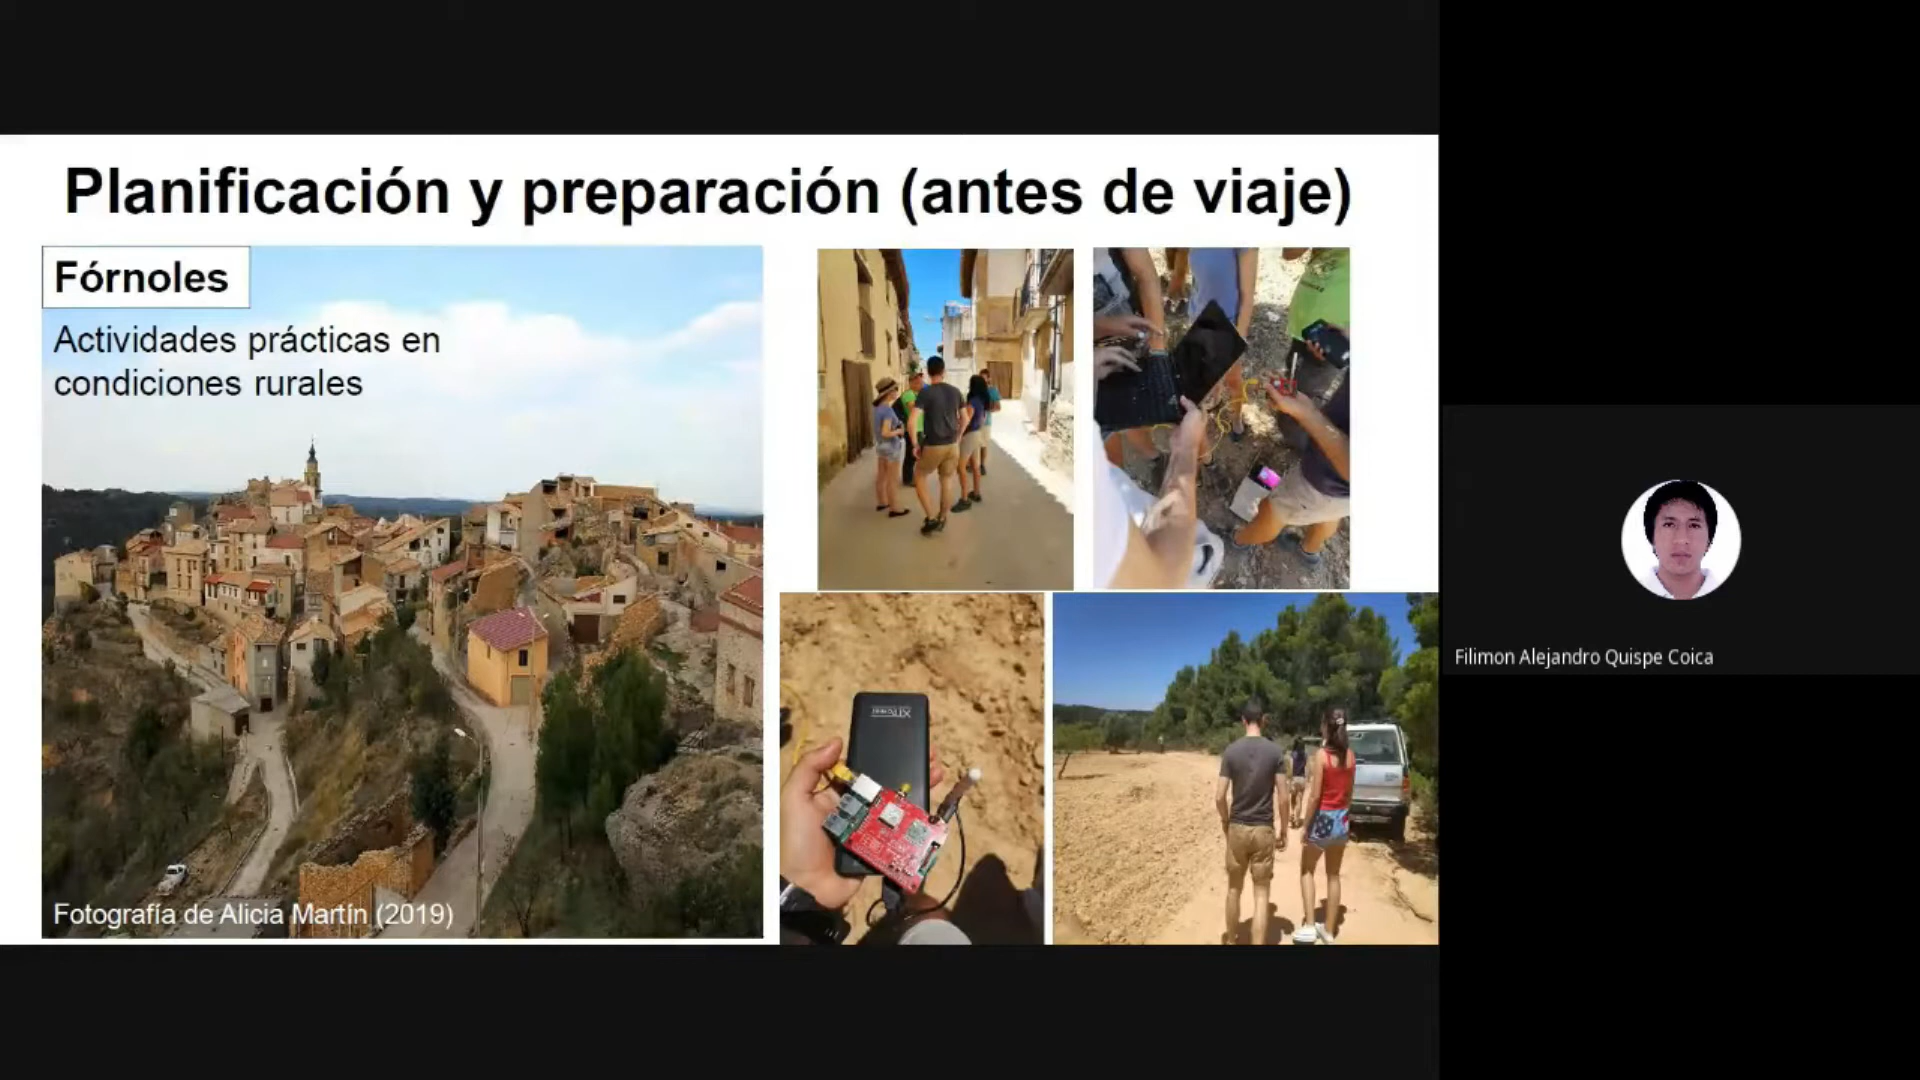 Planificación y preparación (antes de viaje)
Fórnoles
Actividades prácticas en
condiciones rurales
Fotografía de Alicia Martín (2019)
Filimon Alejandro Quispe Coica